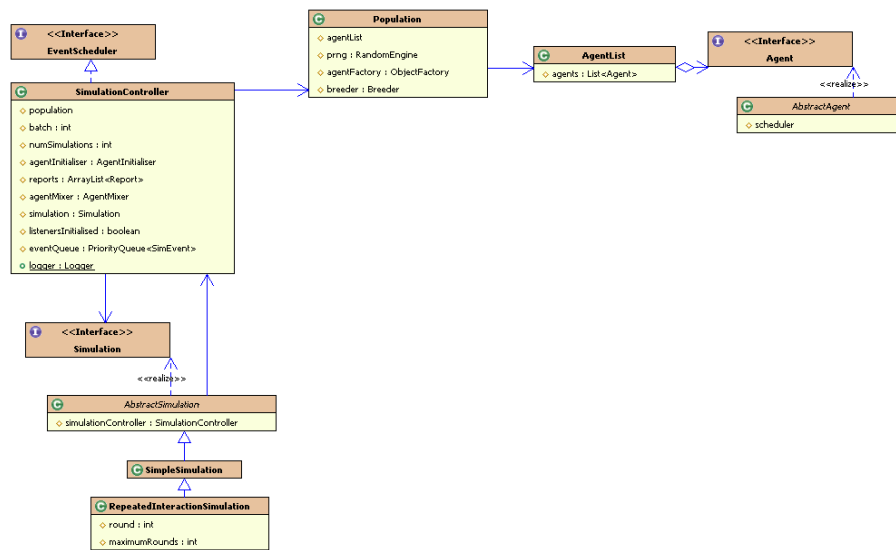 <<Interface>>
EventScheduler
SimulationController
population
batch : int
numSimulations : int
agentInitialiser : AgentInitialiser
reports : ArrayList<Report>
agentMixer : AgentMixer
simulation : Simulation
listenersInitialised : boolean
eventQueue : PriorityQueue<SimEvent>
logger : Logger
Population
agentList
prng : RandomEngine
agentFactory : ObjectFactory
breeder : Breeder
AgentList
agents : List<Agent>
<<Interface>>
Agent
<<realize>>
AbstractAgent
scheduler
<<Interface>>
Simulation
<<realize>>
AbstractSimulation
simulationController : SimulationController
SimpleSimulation
RepeatedInteractionSimulation
round : int
maximumRounds : int